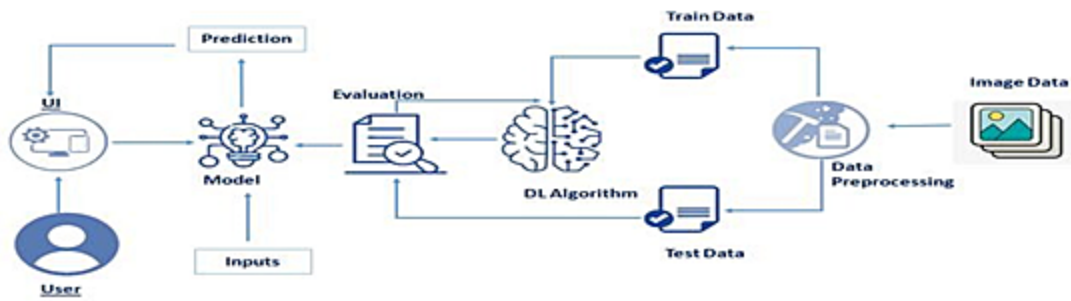 Train Data
Prediction
Image Data
Evaluation
UI
Model
DL Algorithm
Data
Preprocessing
Inputs
Test Data
User